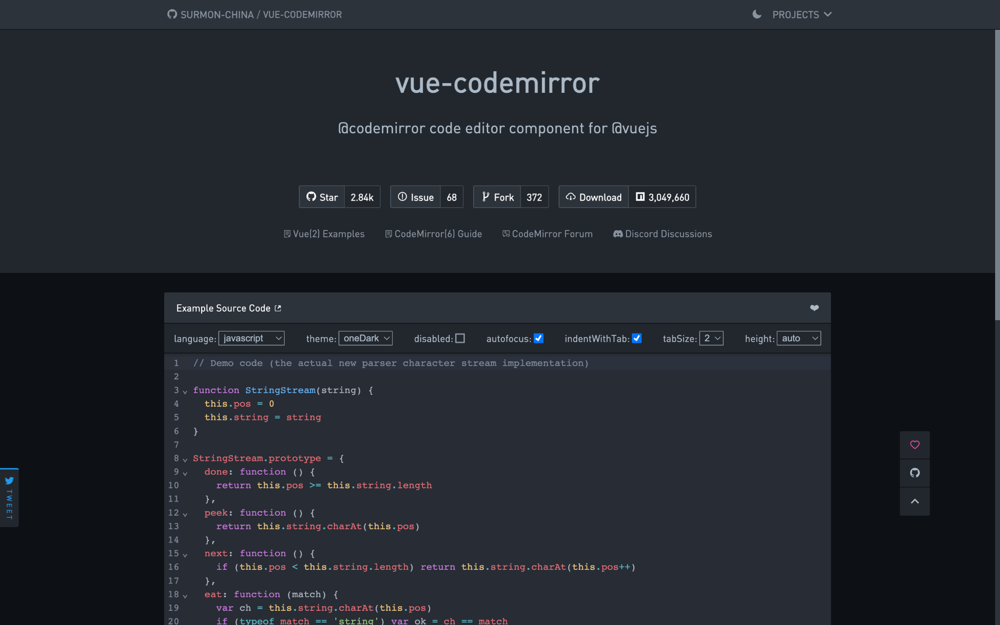 SURMON-CHINA / VUE-CODEMIRROR PROJECTS
vue-codemirror
@codemirror code editor component for @vuejs
Star 2.84k Issue 68 Fork 372 Download 3,049,660
Vue(2) Examples CodeMirror(6) Guide CodeMirror Forum Discord Discussions
Example Source Code
language: javascript theme: oneDark disabled: autofocus: indentWithTab: tabSize: 2 height: auto
1 // Demo code (the actual new parser character stream implementation)
2
3 function StringStream(string) {
4   this.pos = 0
5   this.string = string
6 }
7
8 StringStream.prototype = {
9   done: function () {
10     return this.pos >= this.string.length
11   },
12   peek: function () {
13     return this.string.charAt(this.pos)
14   },
15   next: function () {
16     if (this.pos < this.string.length) return this.string.charAt(this.pos++)
17   },
18   eat: function (match) {
19     var ch = this.string.charAt(this.pos)
20     if (typeof match == 'string') var ok = ch == match
TWEET